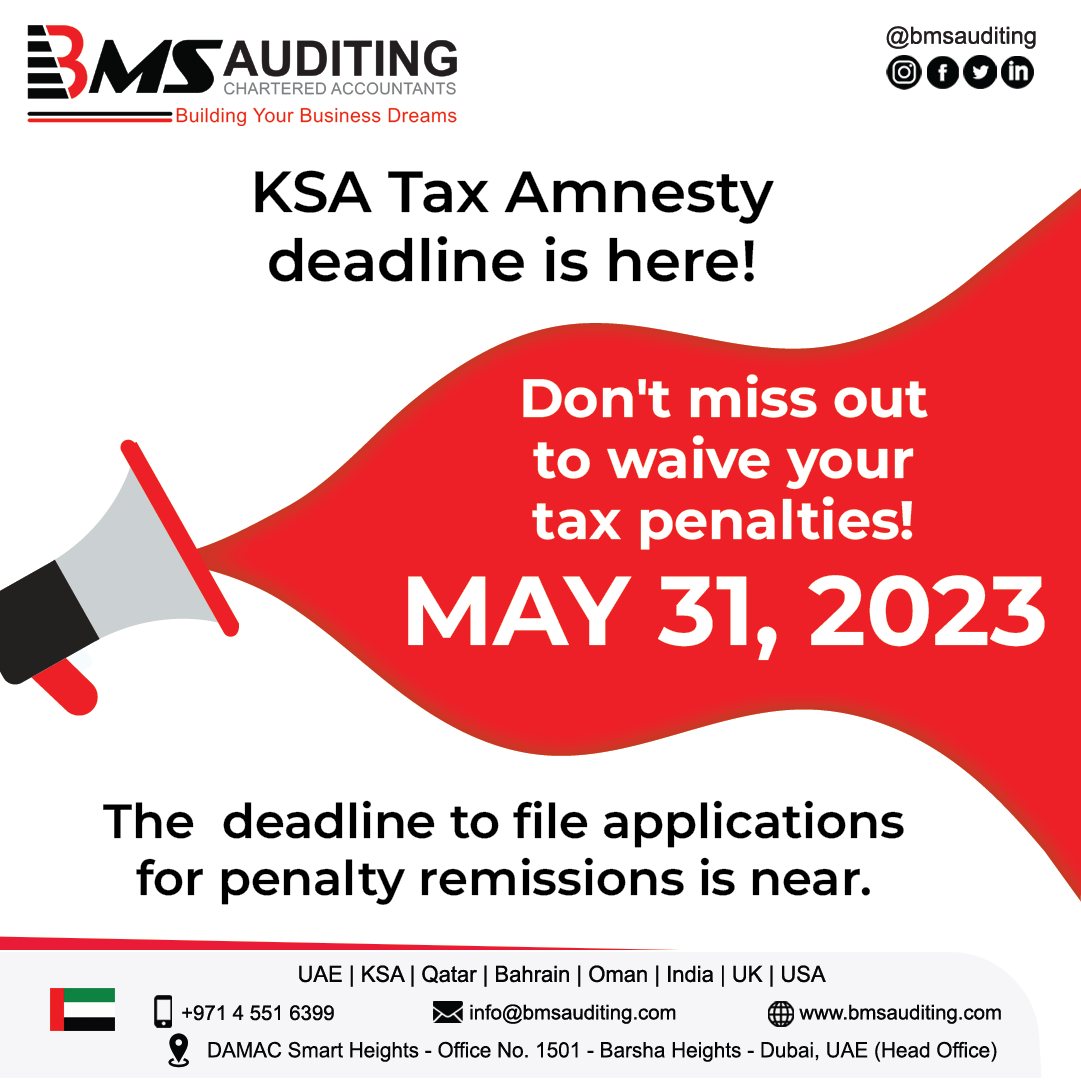 BMS AUDITING
CHARTERED ACCOUNTANTS
Building Your Business Dreams
@bmsauditing
KSA Tax Amnesty
deadline is here!
Don't miss out
to waive your
tax penalties!
MAY 31, 2023
The deadline to file applications
for penalty remissions is near.
UAE | KSA | Qatar | Bahrain | Oman | India | UK | USA
+971 4 551 6399 info@bmsauditing.com www.bmsauditing.com
DAMAC Smart Heights - Office No. 1501 - Barsha Heights - Dubai, UAE (Head Office)